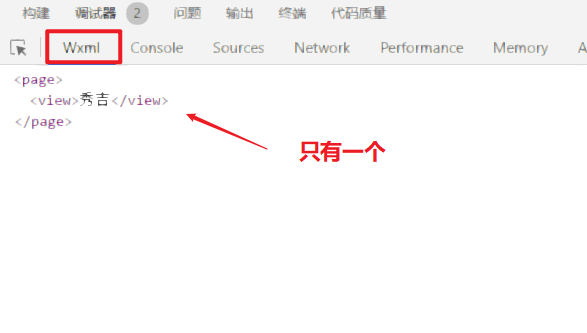 构建 调试器 2 问题 输出 终端 代码质量
Wxml Console Sources Network Performance Memory A
<page>
<view>秀吉</view>
</page>
只有一个